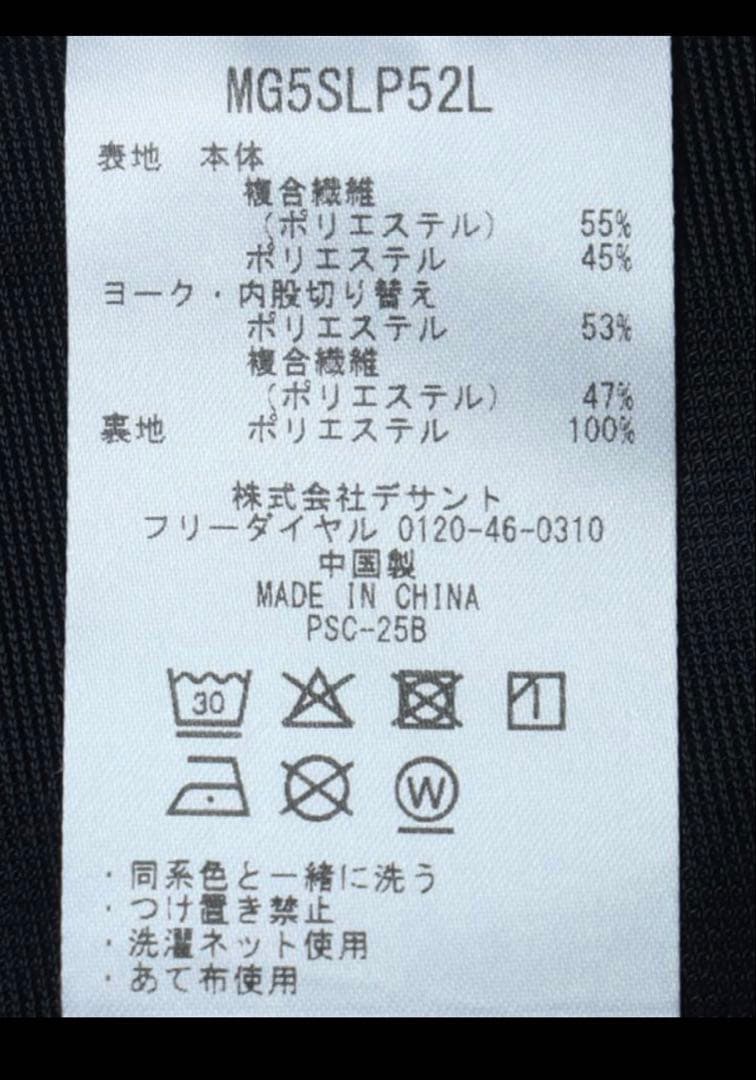 MG5SLP52L
表地　本体
複合繊維
（ポリエステル）　55%
ポリエステル　45%
ヨーク・内股切り替え
ポリエステル　53%
複合繊維
（ポリエステル）　47%
裏地　ポリエステル　100%
株式会社デサント
フリーダイヤル 0120-46-0310
中国製
MADE IN CHINA
PSC-25B
30
W
・同系色と一緒に洗う
・つけ置き禁止
・洗濯ネット使用
・あて布使用